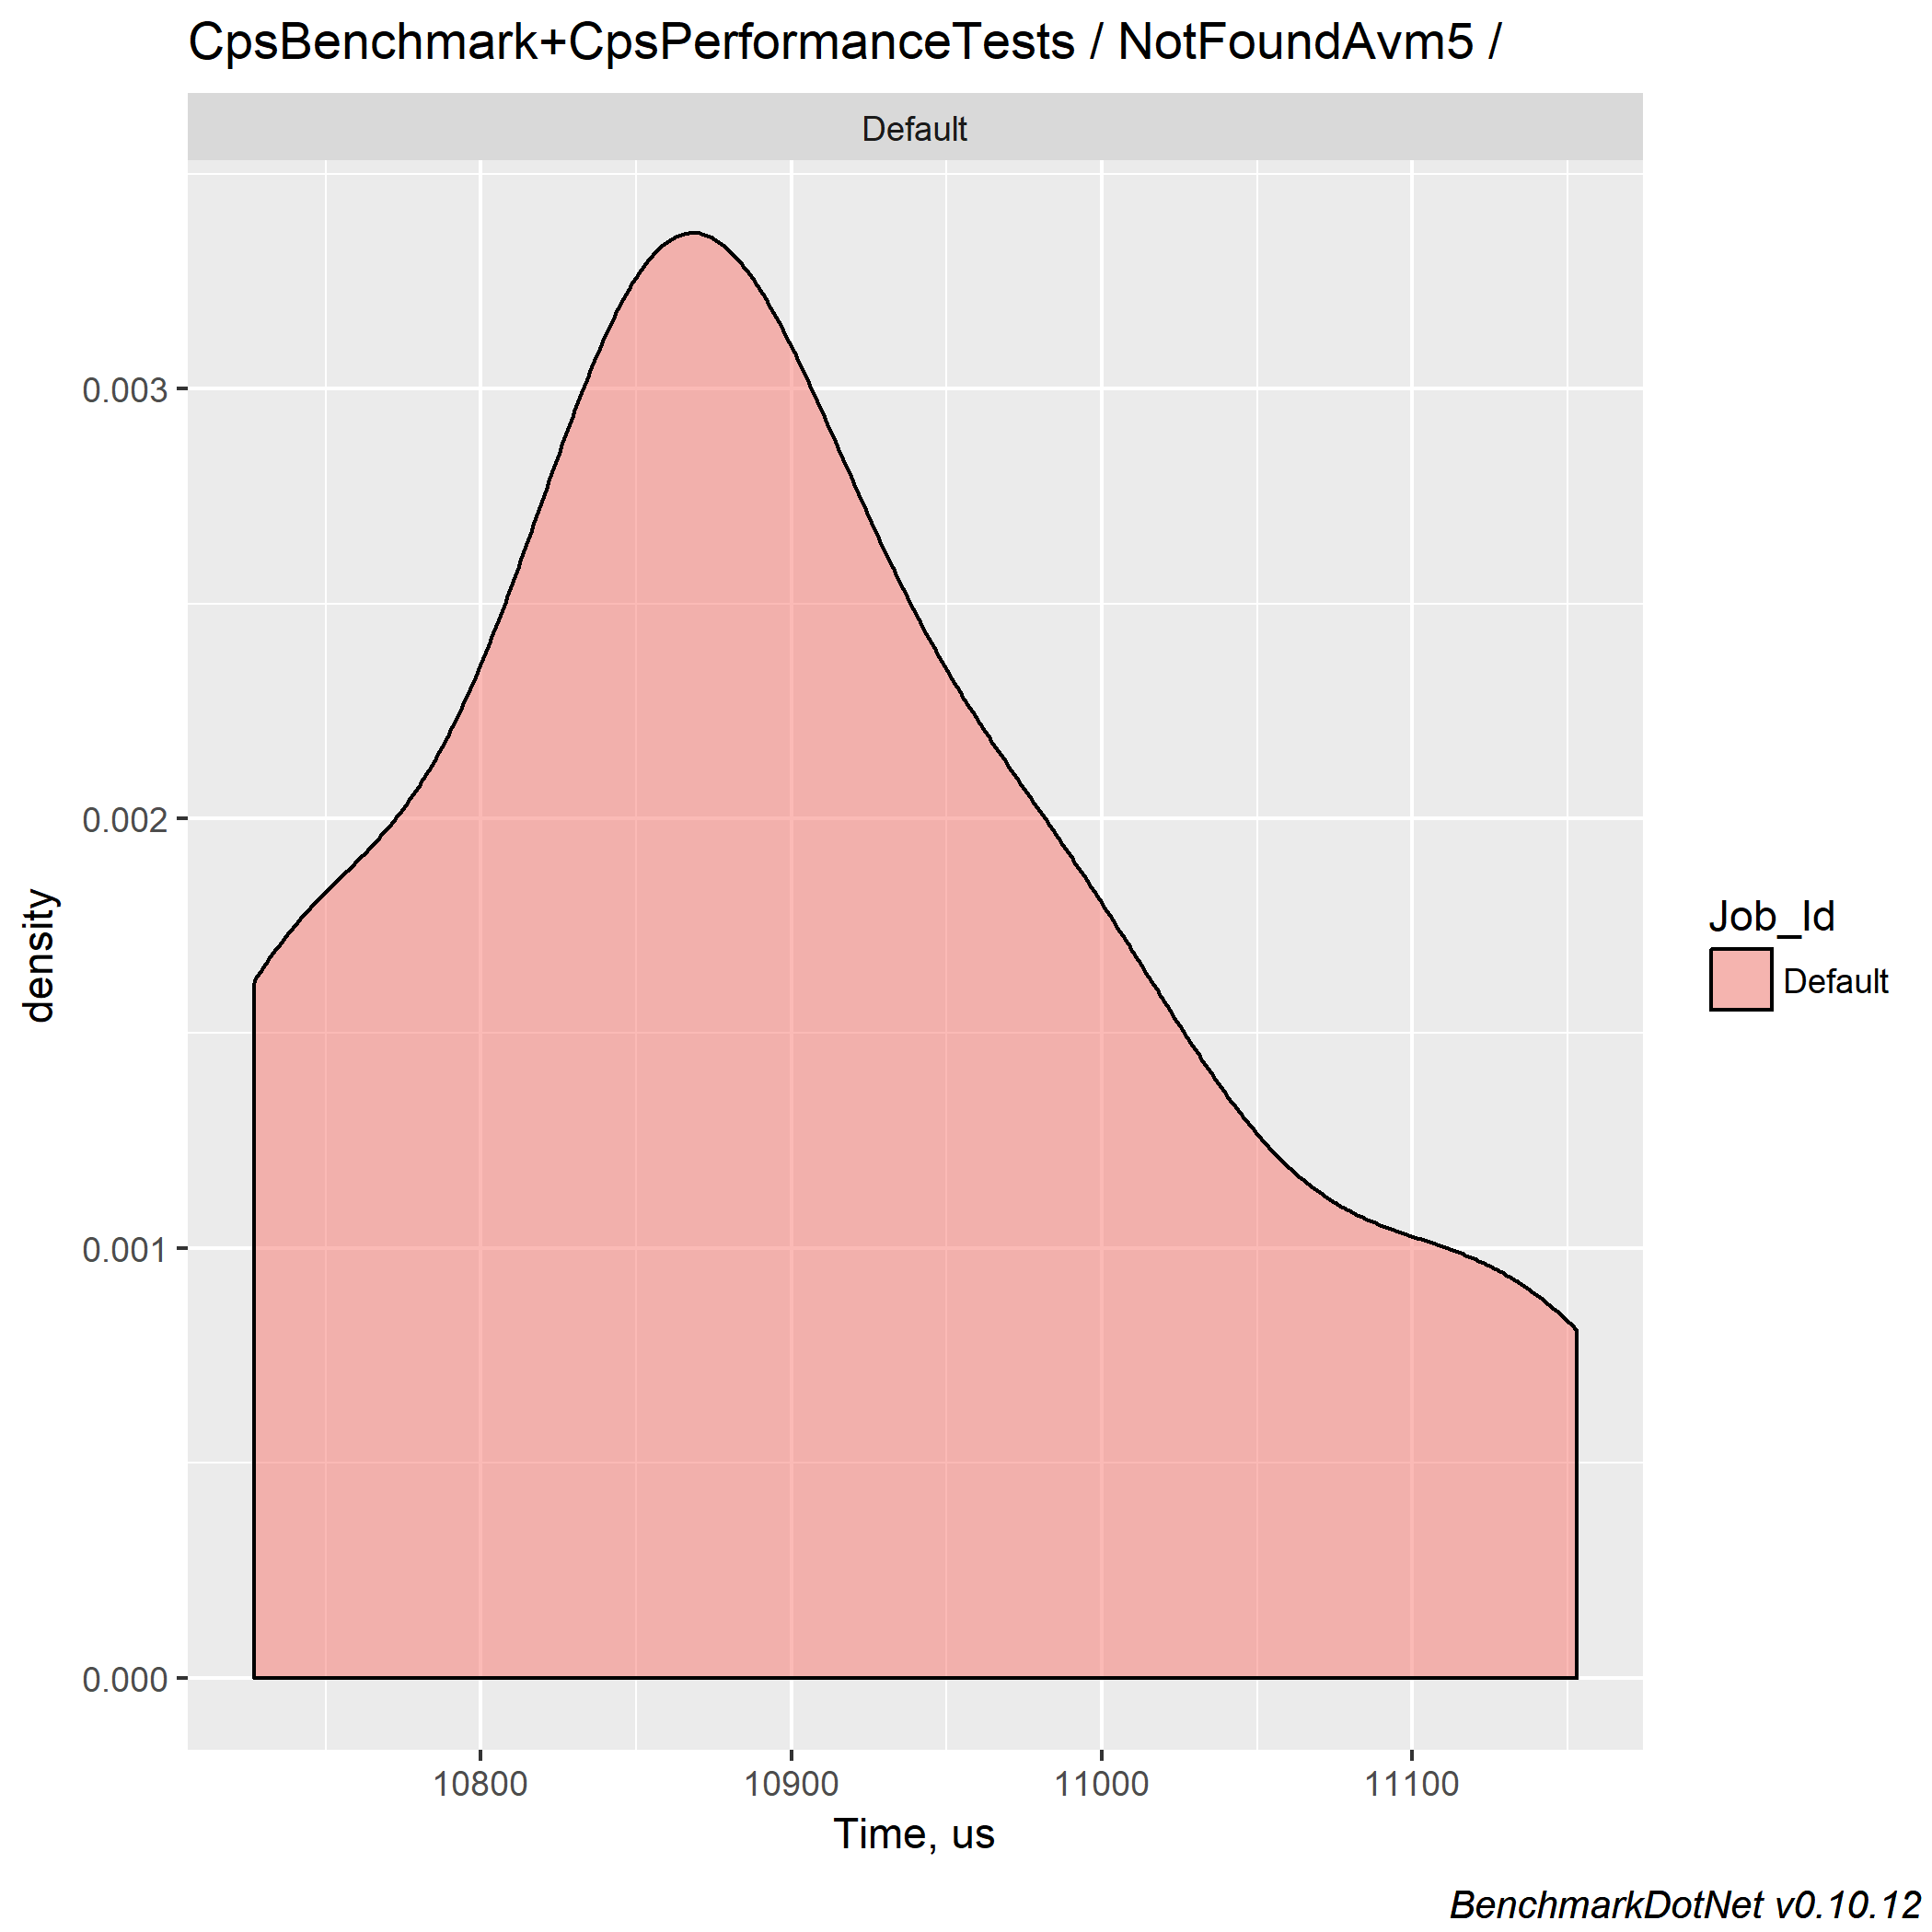 CpsBenchmark+CpsPerformanceTests / NotFoundAvm5 /
Default
0.003
0.002
0.001
0.000
density
10800 10900 11000 11100
Time, us
Job_Id
Default
BenchmarkDotNet v0.10.12